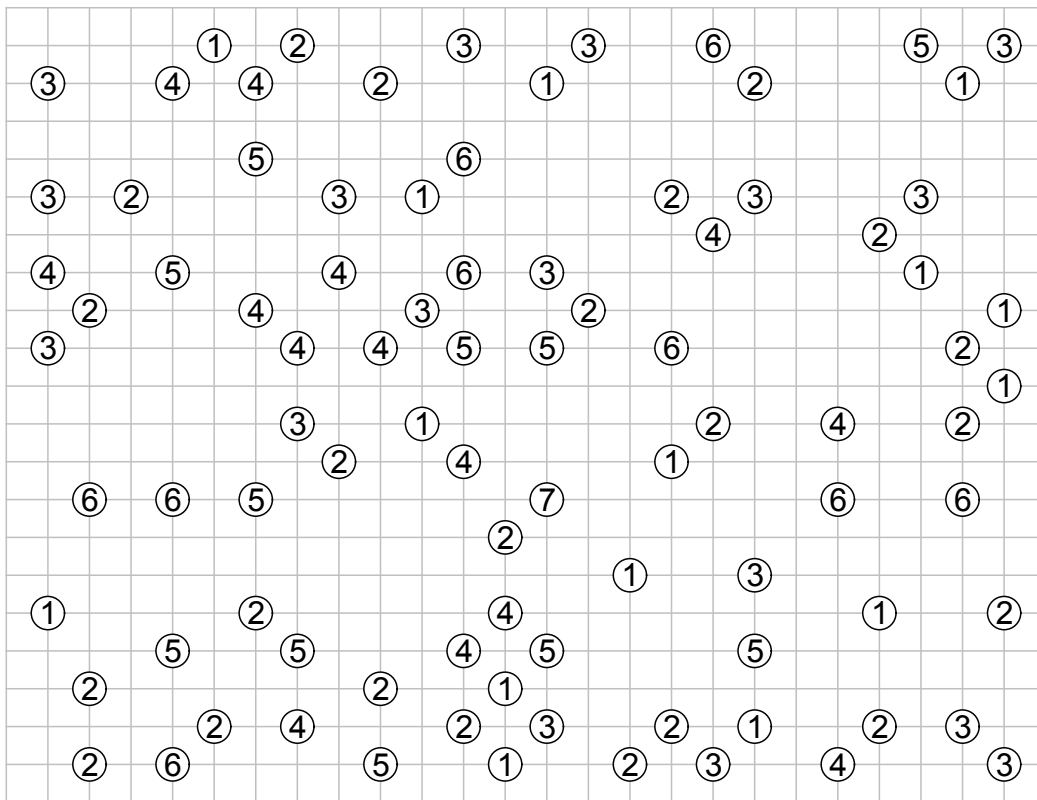 1 2 3 3 6 5 3
3 4 4 2 1 2 1
5 6
3 2 3 1 2 3 3
4 2
4 5 4 6 3 1
2 4 3 2 1
3 4 4 5 5 6 2
1
3 1 2 4 2
2 4 1
6 6 5 7 6 6
2
1 3
1 2 4 1 2
5 5 4 5 5
2 2 1
2 4 2 3 2 1 2 3
2 6 5 1 2 3 4 3